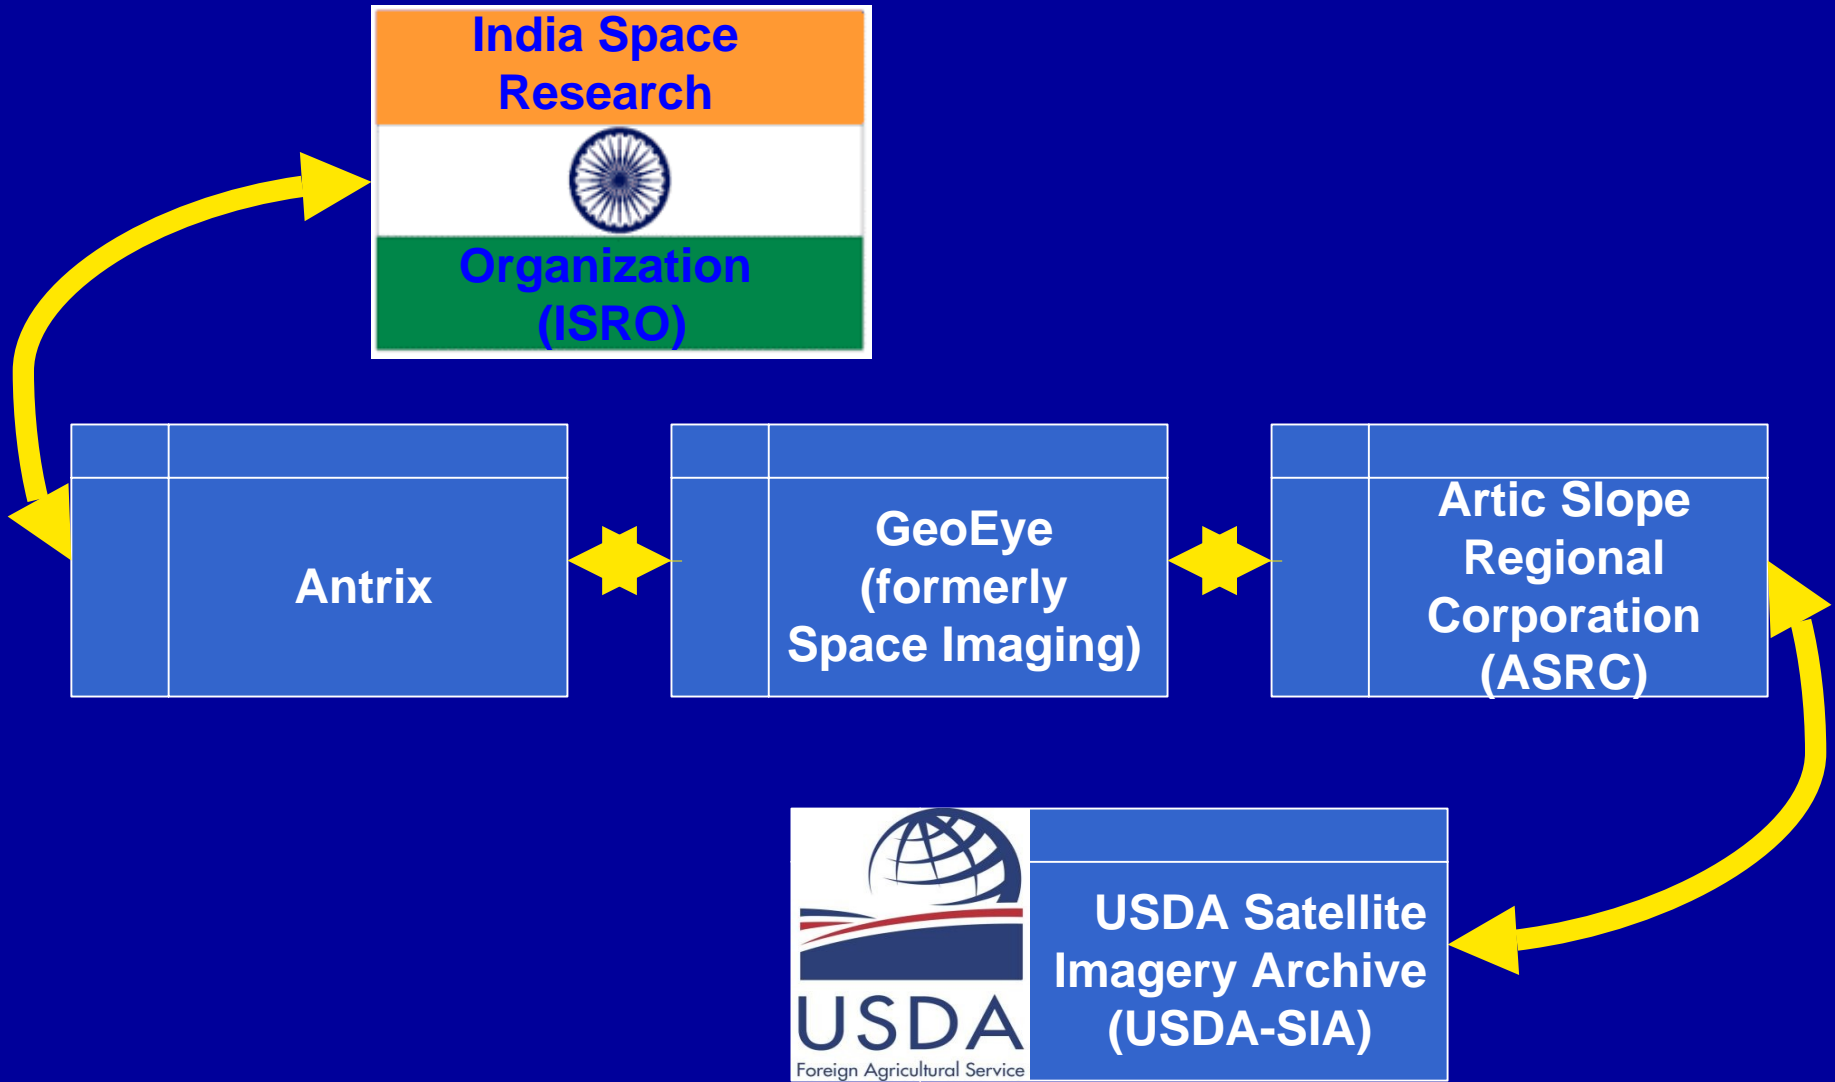 India Space
Research
Organization
(ISRO)
Antrix
GeoEye
(formerly
Space Imaging)
Artic Slope
Regional
Corporation
(ASRC)
USDA
Foreign Agricultural Service
USDA Satellite
Imagery Archive
(USDA-SIA)